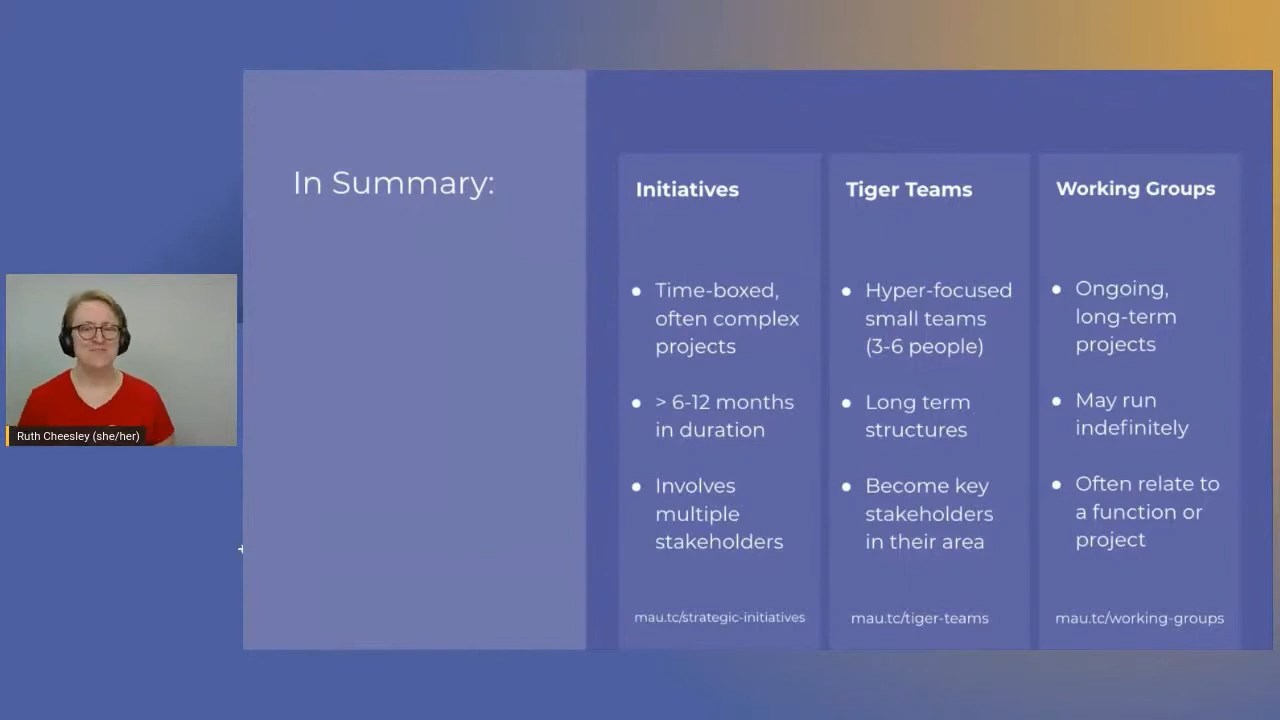 In Summary:
Initiatives
● Time-boxed,
often complex
projects
● > 6-12 months
in duration
● Involves
multiple
stakeholders
mau.tc/strategic-initiatives
Tiger Teams
● Hyper-focused
small teams
(3-6 people)
● Long term
structures
● Become key
stakeholders
in their area
mau.tc/tiger-teams
Working Groups
● Ongoing,
long-term
projects
● May run
indefinitely
● Often relate to
a function or
project
mau.tc/working-groups
Ruth Cheesley (she/her)